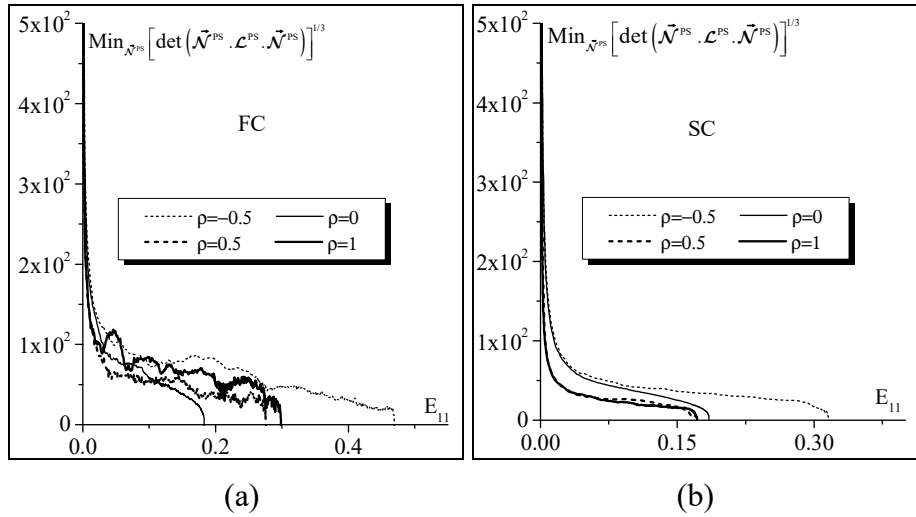 5x10²
4x10²
3x10²
2x10²
1x10²
0
Min_{𝒩⃗^PS} [det (𝒩⃗^PS . ℒ^PS . 𝒩⃗^PS)]^{1/3}
FC
ρ=−0.5 ρ=0
ρ=0.5 ρ=1
E₁₁
0.0 0.2 0.4
(a)
5x10²
4x10²
3x10²
2x10²
1x10²
0
Min_{𝒩⃗^PS} [det (𝒩⃗^PS . ℒ^PS . 𝒩⃗^PS)]^{1/3}
SC
ρ=−0.5 ρ=0
ρ=0.5 ρ=1
E₁₁
0.00 0.15 0.30
(b)